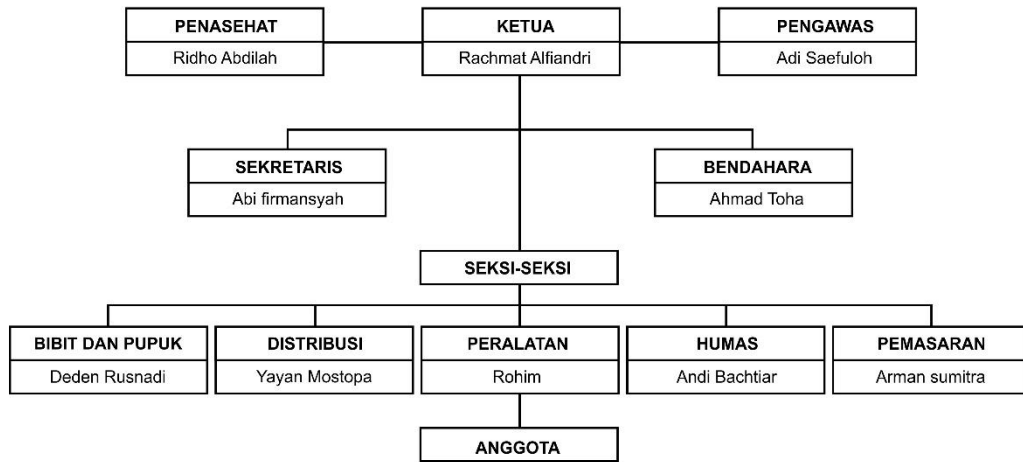 PENASEHAT
Ridho Abdilah
KETUA
Rachmat Alfiandri
PENGAWAS
Adi Saefuloh
SEKRETARIS
Abi firmansyah
BENDAHARA
Ahmad Toha
SEKSI-SEKSI
BIBIT DAN PUPUK
Deden Rusnadi
DISTRIBUSI
Yayan Mostopa
PERALATAN
Rohim
HUMAS
Andi Bachtiar
PEMASARAN
Arman sumitra
ANGGOTA